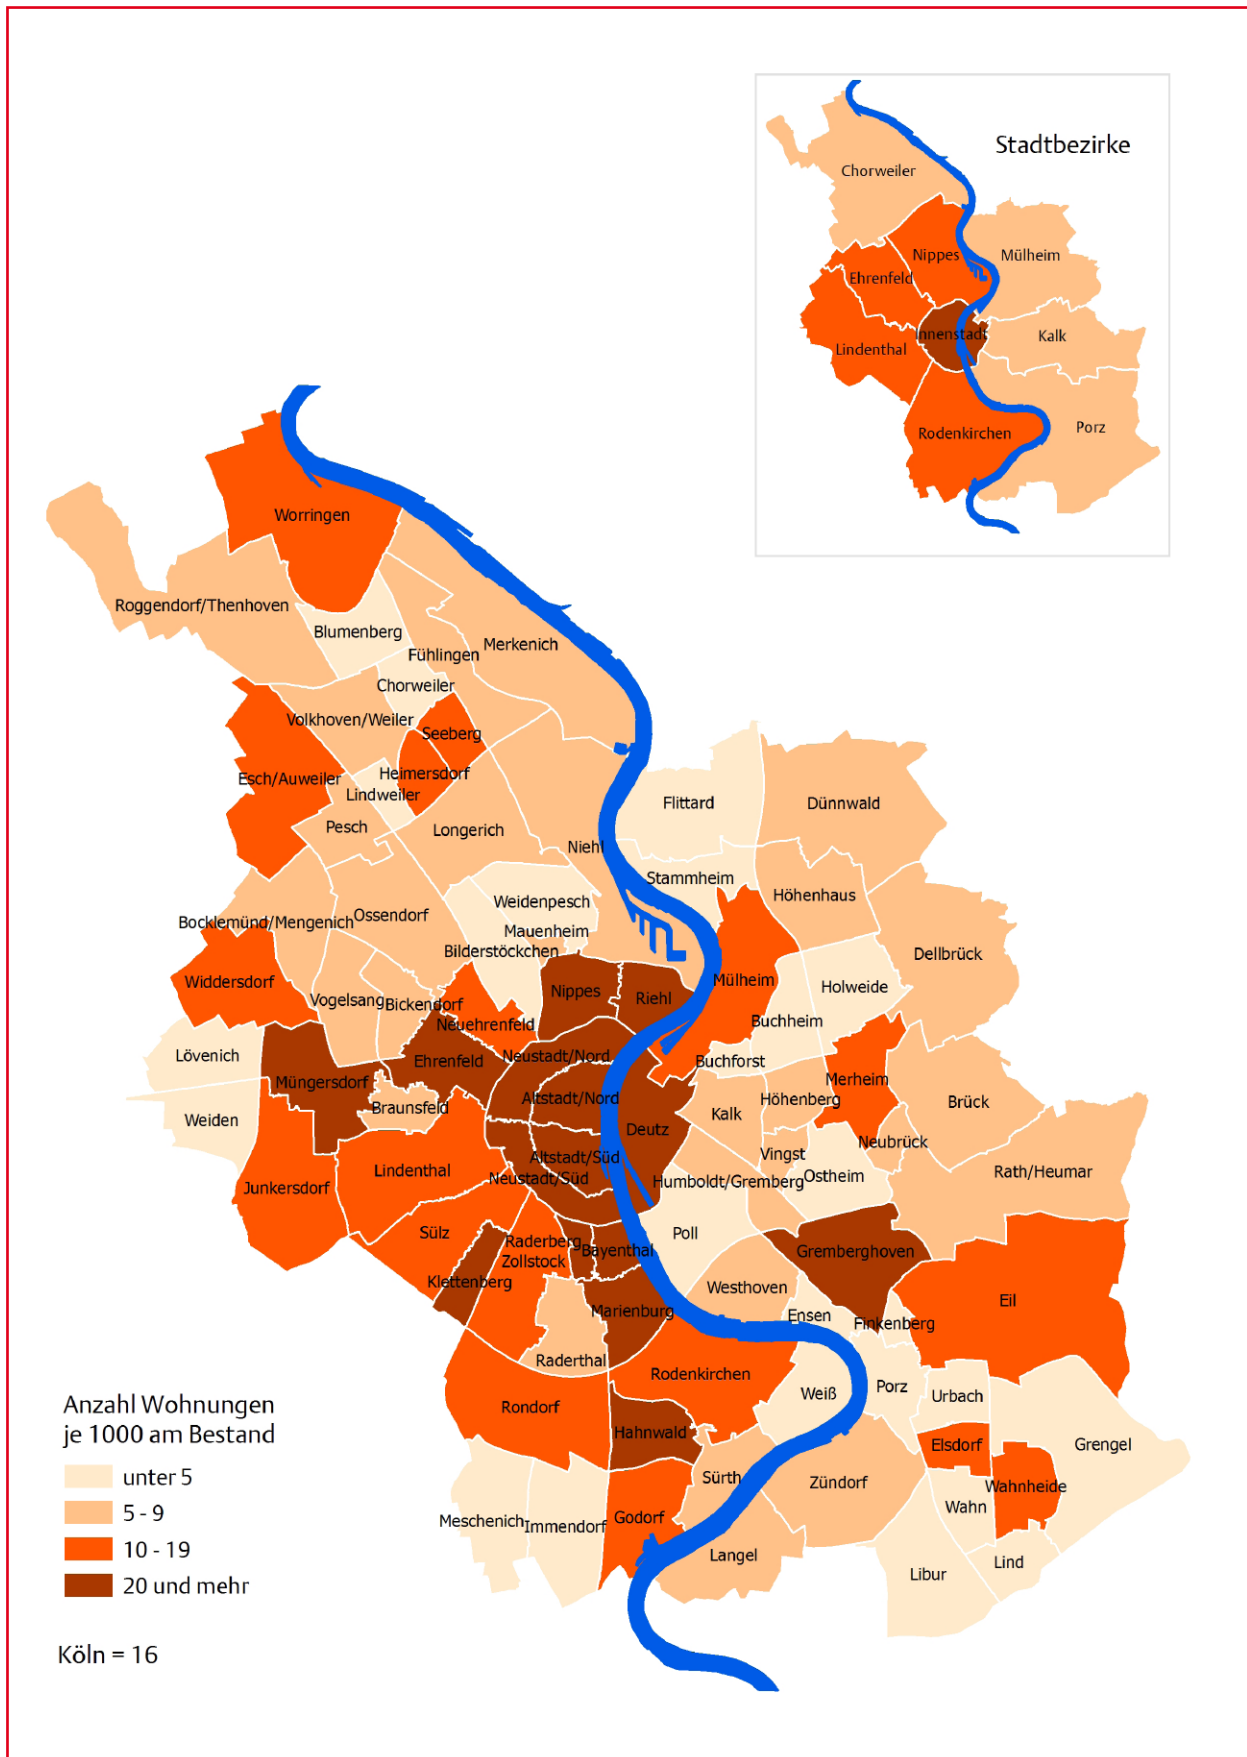 Stadtbezirke
Chorweiler
Nippes
Mülheim
Ehrenfeld
Innenstadt
Kalk
Lindenthal
Rodenkirchen
Porz
Worringen
Roggendorf/Thenhoven
Blumenberg
Merkenich
Fühlingen
Chorweiler
Volkhoven/Weiler
Seeberg
Esch/Auweiler
Heimersdorf
Lindweiler
Pesch
Longerich
Niehl
Flittard
Dünnwald
Stammheim
Höhenhaus
Weidenpesch
Bocklemünd/Mengenich
Ossendorf
Mauenheim
Bilderstöckchen
Dellbrück
Widdersdorf
Mülheim
Holweide
Vogelsang
Bickendorf
Nippes
Riehl
Neuehrenfeld
Buchheim
Lövenich
Ehrenfeld
Neustadt/Nord
Buchforst
Müngersdorf
Merheim
Braunsfeld
Altstadt/Nord
Höhenberg
Brück
Weiden
Kalk
Deutz
Neubrück
Vingst
Altstadt/Süd
Lindenthal
Neustadt/Süd
Humboldt/Gremberg
Ostheim
Rath/Heumar
Junkersdorf
Sülz
Raderberg
Zollstock
Bayenthal
Poll
Gremberghoven
Klettenberg
Westhoven
Eil
Marienburg
Ensen
Finkenberg
Raderthal
Rodenkirchen
Weiß
Porz
Urbach
Rondorf
Hahnwald
Elsdorf
Grengel
Sürth
Zündorf
Wahnheide
Wahn
Meschenich
Immendorf
Godorf
Langel
Libur
Lind
Anzahl Wohnungen
je 1000 am Bestand
unter 5
5 - 9
10 - 19
20 und mehr
Köln = 16